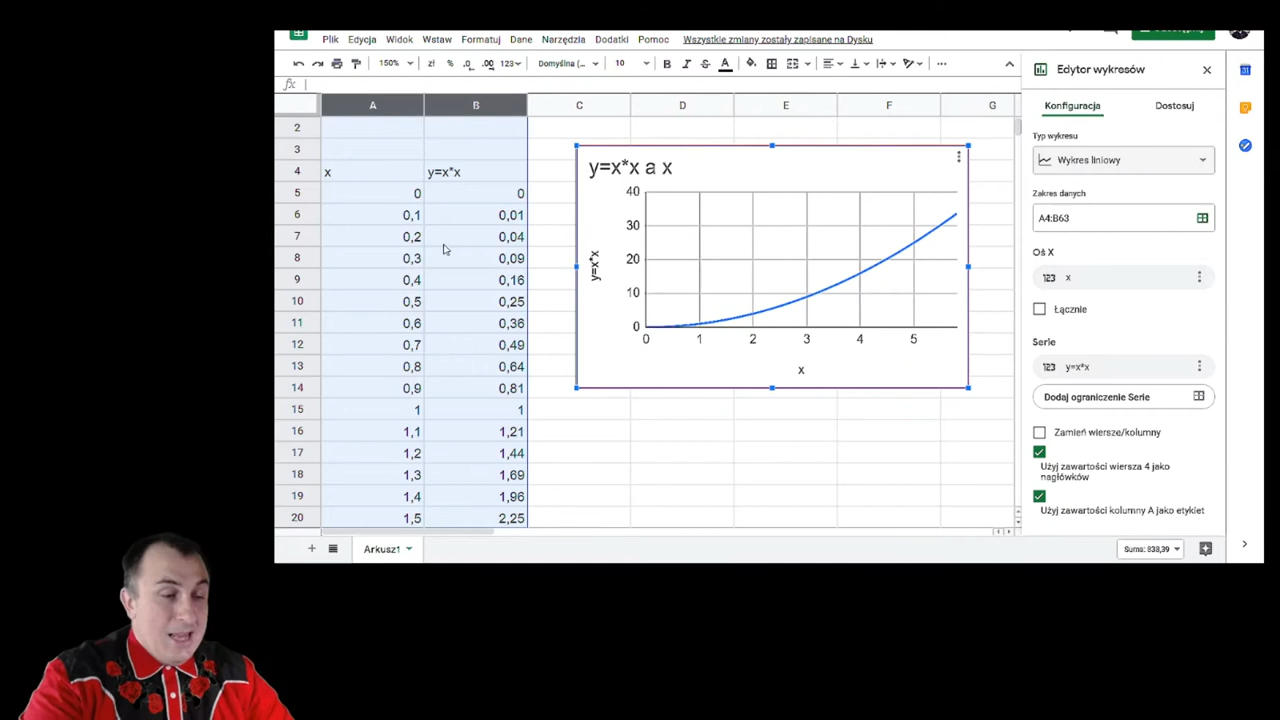 Plik Edycja Widok Wstaw Formatuj Dane Narzędzia Dodatki Pomoc Wszystkie zmiany zostały zapisane na Dysku
150% zł % .0 .00 123 Domyślna (... 10 B I S A
fx
A B C D E F G
2
3
4 x y=x*x
5 0 0
6 0,1 0,01
7 0,2 0,04
8 0,3 0,09
9 0,4 0,16
10 0,5 0,25
11 0,6 0,36
12 0,7 0,49
13 0,8 0,64
14 0,9 0,81
15 1 1
16 1,1 1,21
17 1,2 1,44
18 1,3 1,69
19 1,4 1,96
20 1,5 2,25
y=x*x a x
y=x*x
40
30
20
10
0
0 1 2 3 4 5
x
Edytor wykresów
Konfiguracja Dostosuj
Typ wykresu
Wykres liniowy
Zakres danych
A4:B63
Oś X
123 x
Łącznie
Serie
123 y=x*x
Dodaj ograniczenie Serie
Zamień wiersze/kolumny
Użyj zawartości wiersza 4 jako
nagłówków
Użyj zawartości kolumny A jako etykiet
Arkusz1
Suma: 838,39